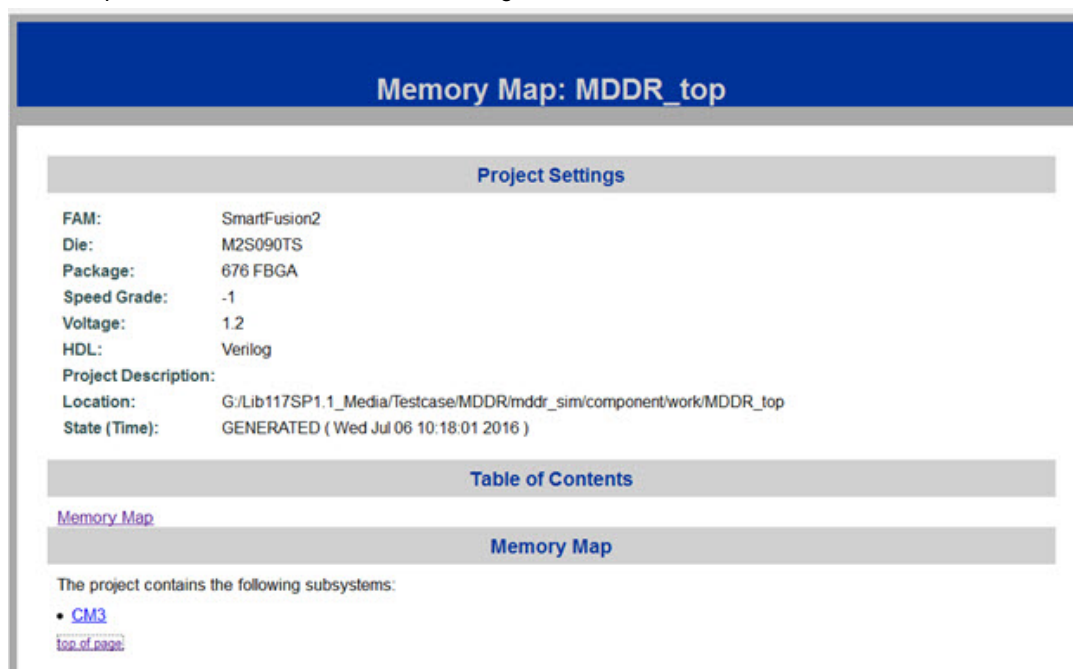 Memory Map: MDDR_top
Project Settings
FAM: SmartFusion2
Die: M2S090TS
Package: 676 FBGA
Speed Grade: -1
Voltage: 1.2
HDL: Verilog
Project Description:
Location: G:/Lib117SP1.1_Media/Testcase/MDDR/mddr_sim/component/work/MDDR_top
State (Time): GENERATED ( Wed Jul 06 10:18:01 2016 )
Table of Contents
Memory Map
Memory Map
The project contains the following subsystems:
• CM3
top of page